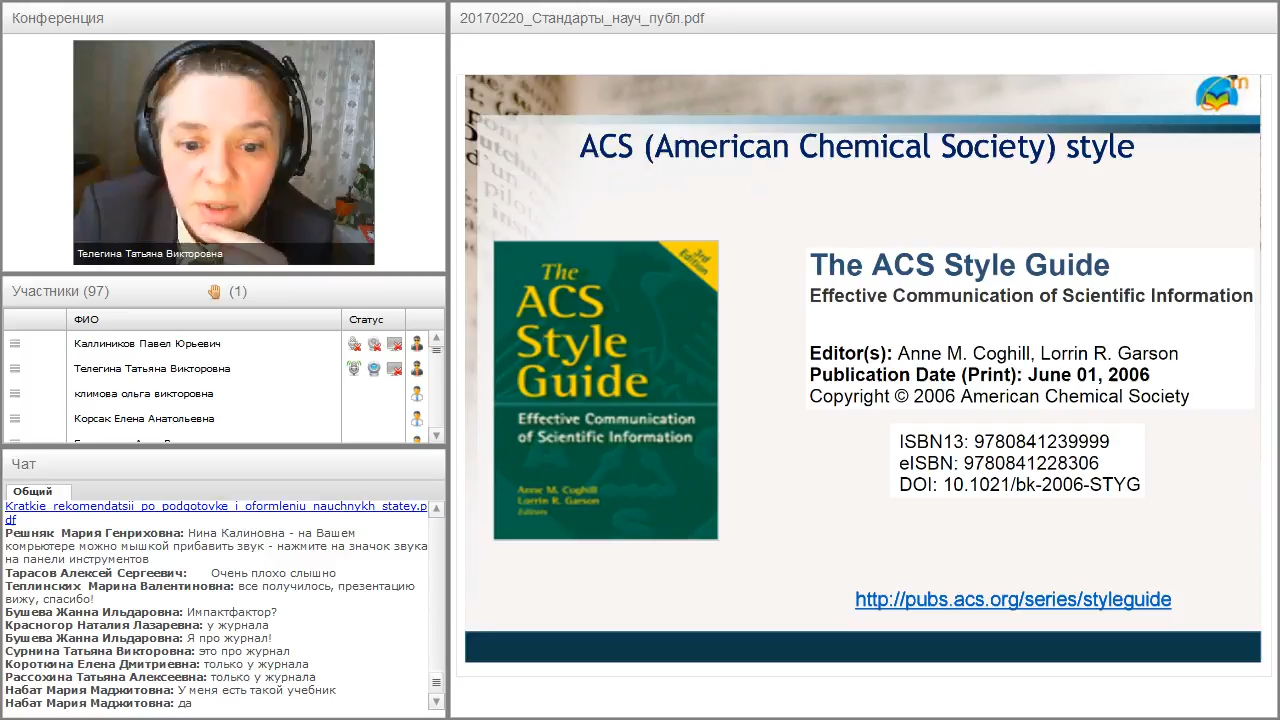 Конференция
Телегина Татьяна Викторовна
Участники (97)
(1)
ФИО
Статус
Каллиников Павел Юрьевич
Телегина Татьяна Викторовна
климова ольга викторовна
Корсак Елена Анатольевна
Чат
Общий
Kratkie_rekomendatsii_po_podgotovke_i_oformleniu_nauchnykh_statey.p
df
Решняк Мария Генриховна: Нина Калиновна - на Вашем
компьютере можно мышкой прибавить звук - нажмите на значок звука
на панели инструментов
Тарасов Алексей Сергеевич: Очень плохо слышно
Теплинских Марина Валентиновна: все получилось, презентацию
вижу, спасибо!
Бушева Жанна Ильдаровна: Импактфактор?
Красногор Наталия Лазаревна: у журнала
Бушева Жанна Ильдаровна: Я про журнал!
Сурнина Татьяна Викторовна: это про журнал
Короткина Елена Дмитриевна: только у журнала
Рассохина Татьяна Алексеевна: только у журнала
Набат Мария Маджитовна: У меня есть такой учебник
Набат Мария Маджитовна: да
20170220_Стандарты_науч_публ.pdf
ACS (American Chemical Society) style
3rd
Edition
The
ACS
Style
Guide
Effective Communication
of Scientific Information
Anne M. Coghill
Lorrin R. Garson
Editors
The ACS Style Guide
Effective Communication of Scientific Information
Editor(s): Anne M. Coghill, Lorrin R. Garson
Publication Date (Print): June 01, 2006
Copyright © 2006 American Chemical Society
ISBN13: 9780841239999
eISBN: 9780841228306
DOI: 10.1021/bk-2006-STYG
http://pubs.acs.org/series/styleguide